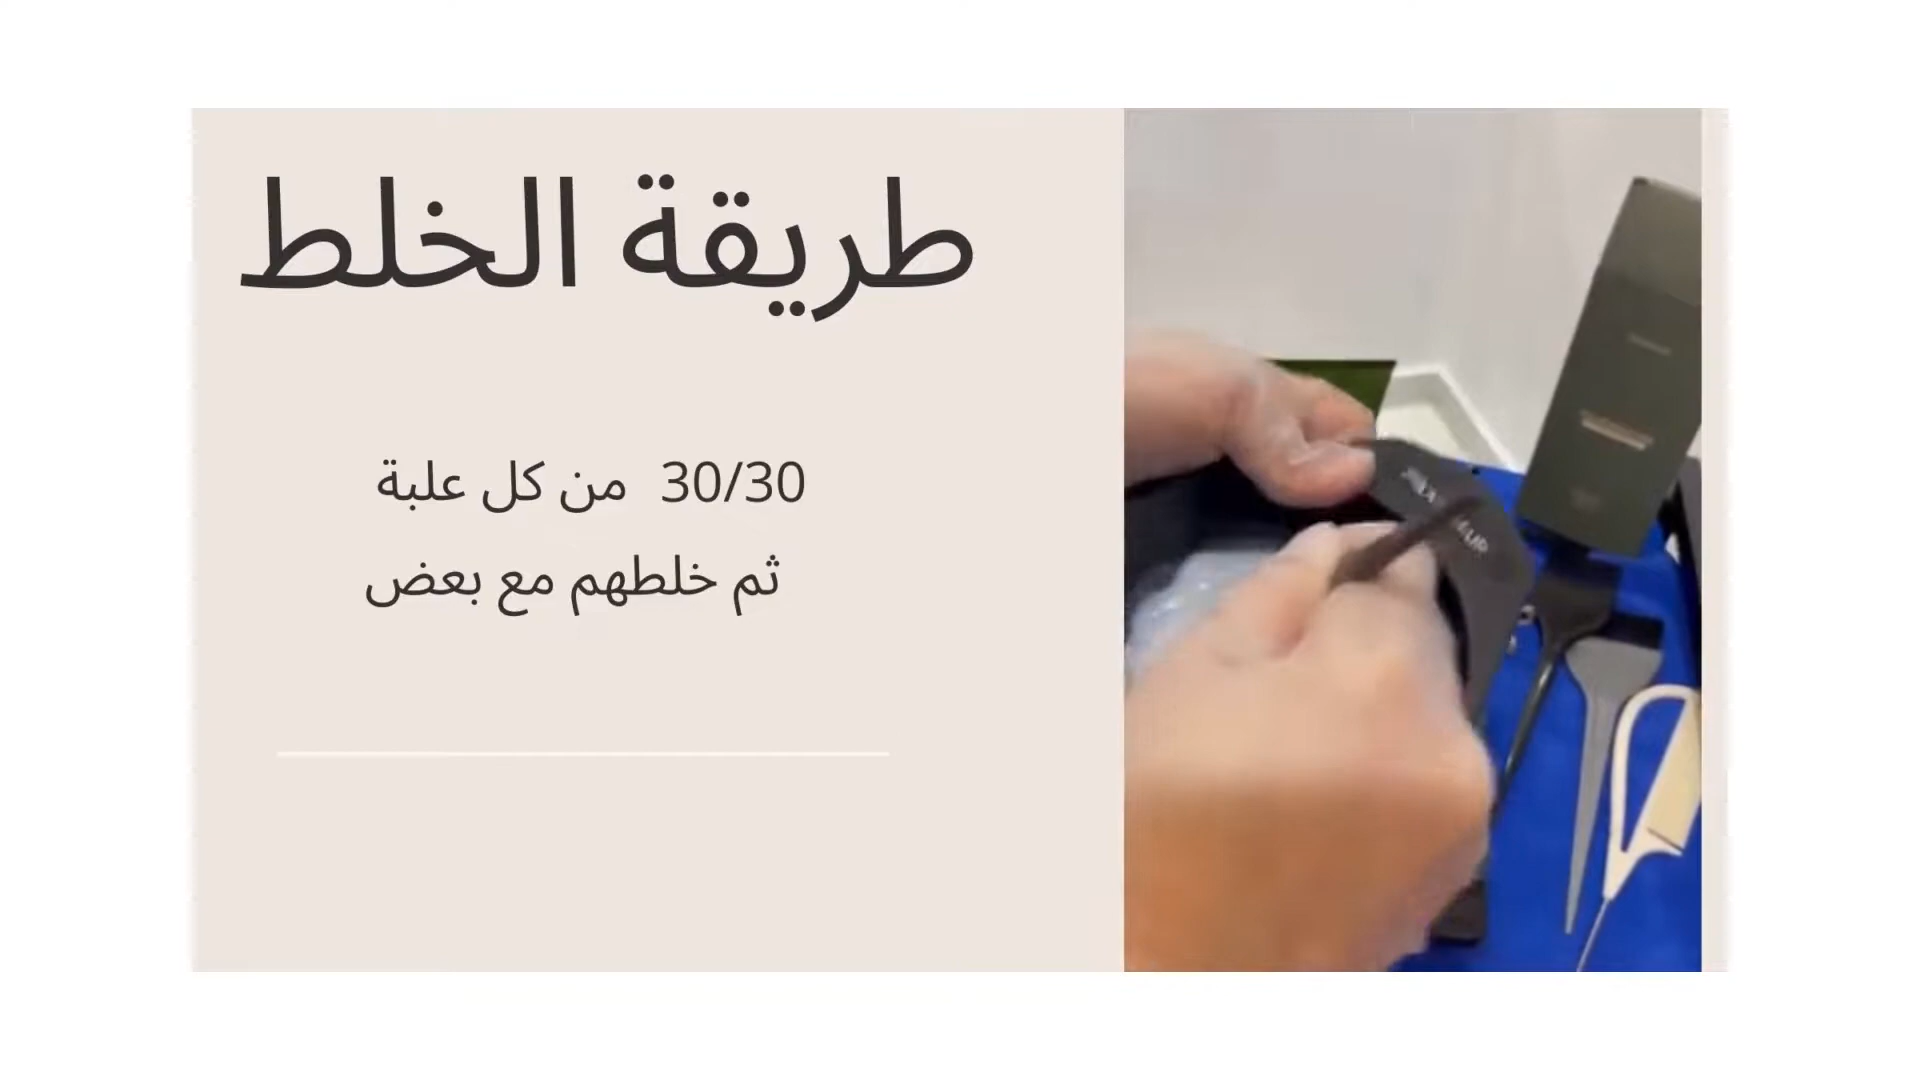 طريقة الخلط
30/30 من كل علبة
ثم خلطهم مع بعض